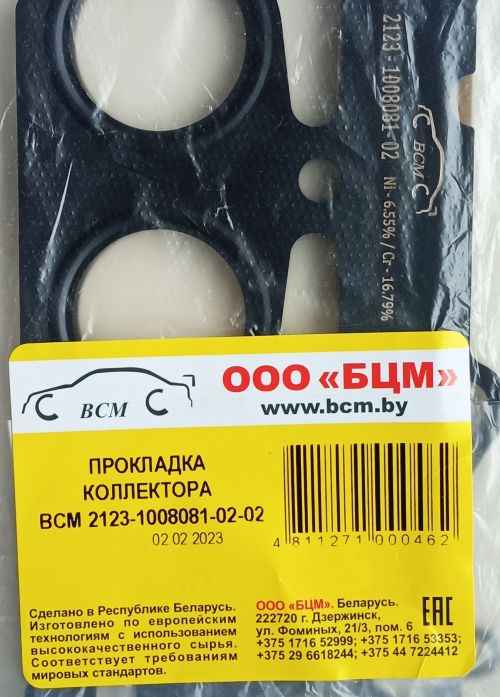 2123-1008081-02
Ni - 6.55% / Cr - 16.79%
BCM
BCM
ООО «БЦМ»
www.bcm.by
ПРОКЛАДКА
КОЛЛЕКТОРА
BCM 2123-1008081-02-02
02 02 2023
4 811271 000462
Сделано в Республике Беларусь.
Изготовлено по европейским
технологиям с использованием
высококачественного сырья.
Соответствует требованиям
мировых стандартов.
ООО «БЦМ». Беларусь.
222720 г. Дзержинск,
ул. Фоминых, 21/3, пом. 6
+375 1716 52999; +375 1716 53353;
+375 29 6618244; +375 44 7224412
EAC